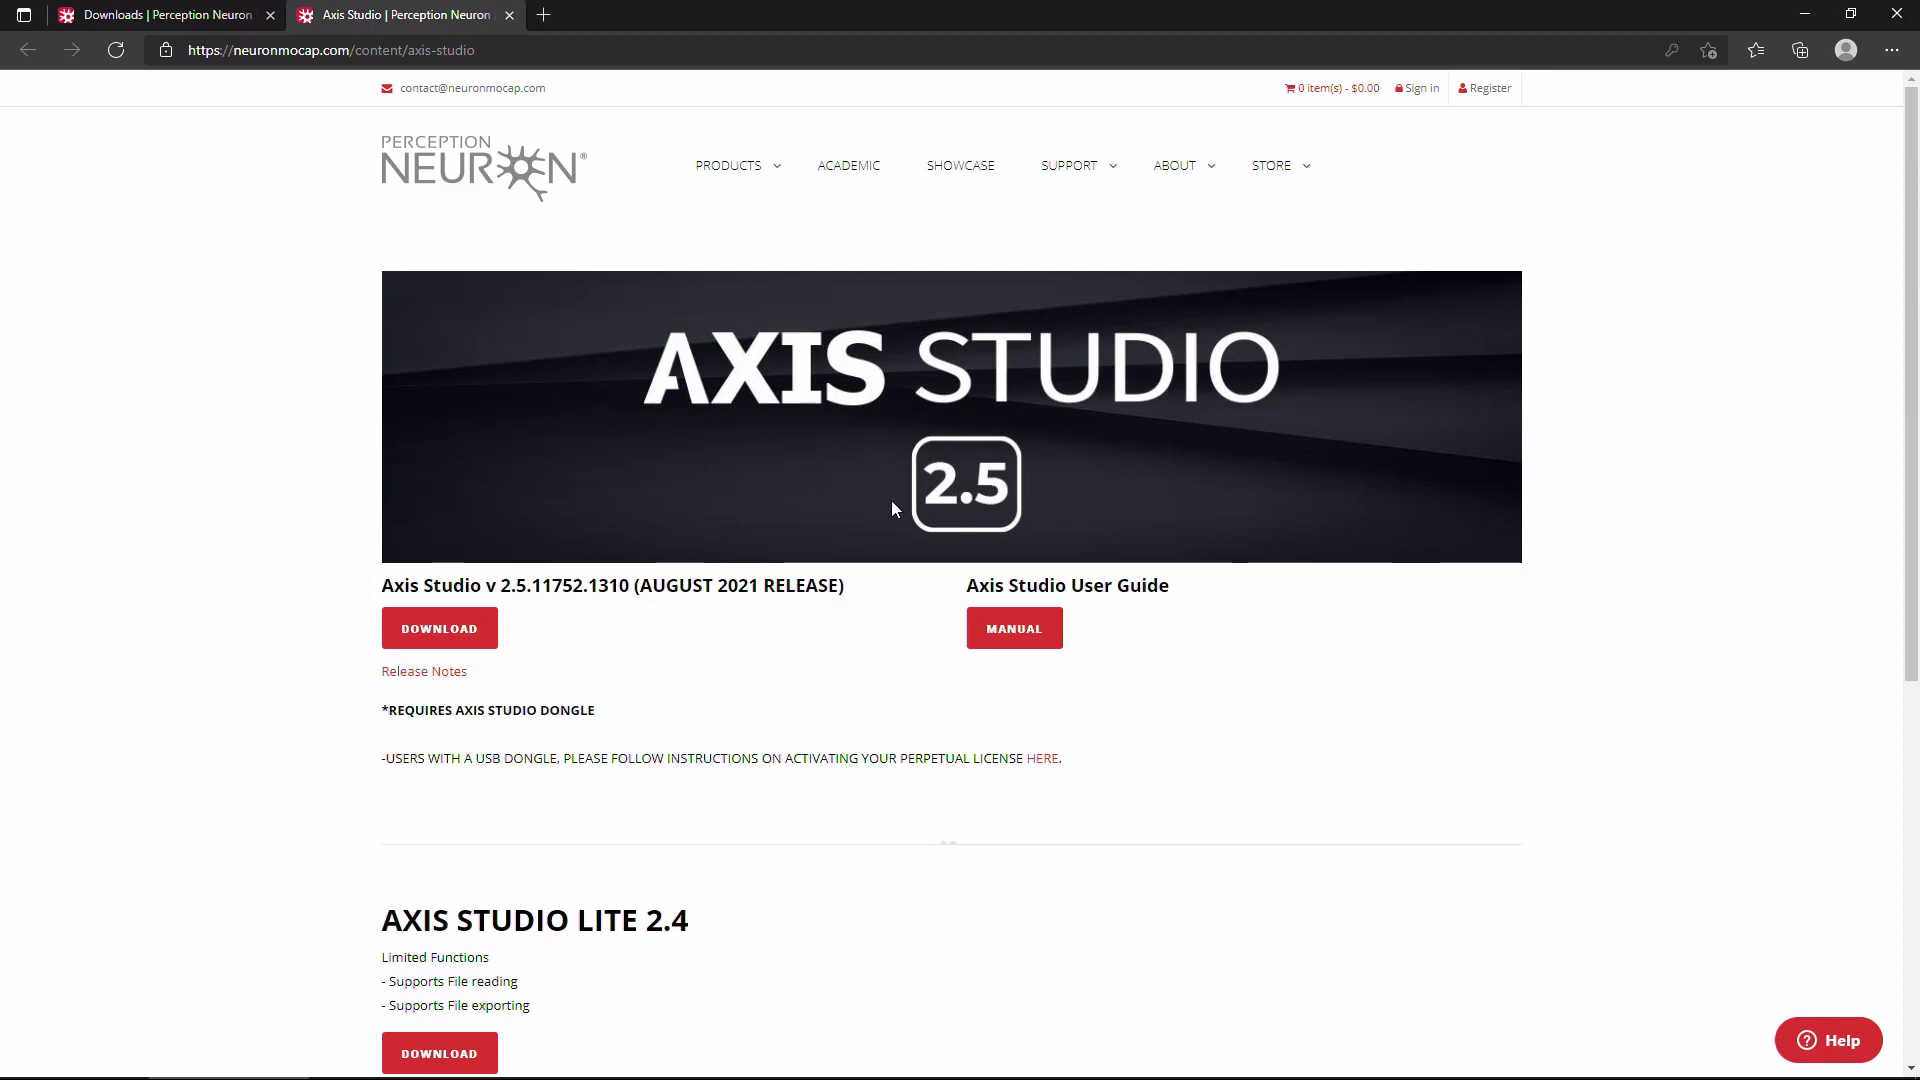 Downloads | Perception Neuron
Axis Studio | Perception Neuron
https://neuronmocap.com/content/axis-studio
contact@neuronmocap.com
0 item(s) - $0.00
Sign in
Register
PERCEPTION
NEURON®
PRODUCTS
ACADEMIC
SHOWCASE
SUPPORT
ABOUT
STORE
AXIS STUDIO
2.5
Axis Studio v 2.5.11752.1310 (AUGUST 2021 RELEASE)
Axis Studio User Guide
DOWNLOAD
MANUAL
Release Notes
*REQUIRES AXIS STUDIO DONGLE
-USERS WITH A USB DONGLE, PLEASE FOLLOW INSTRUCTIONS ON ACTIVATING YOUR PERPETUAL LICENSE HERE.
AXIS STUDIO LITE 2.4
Limited Functions
- Supports File reading
- Supports File exporting
DOWNLOAD
Help